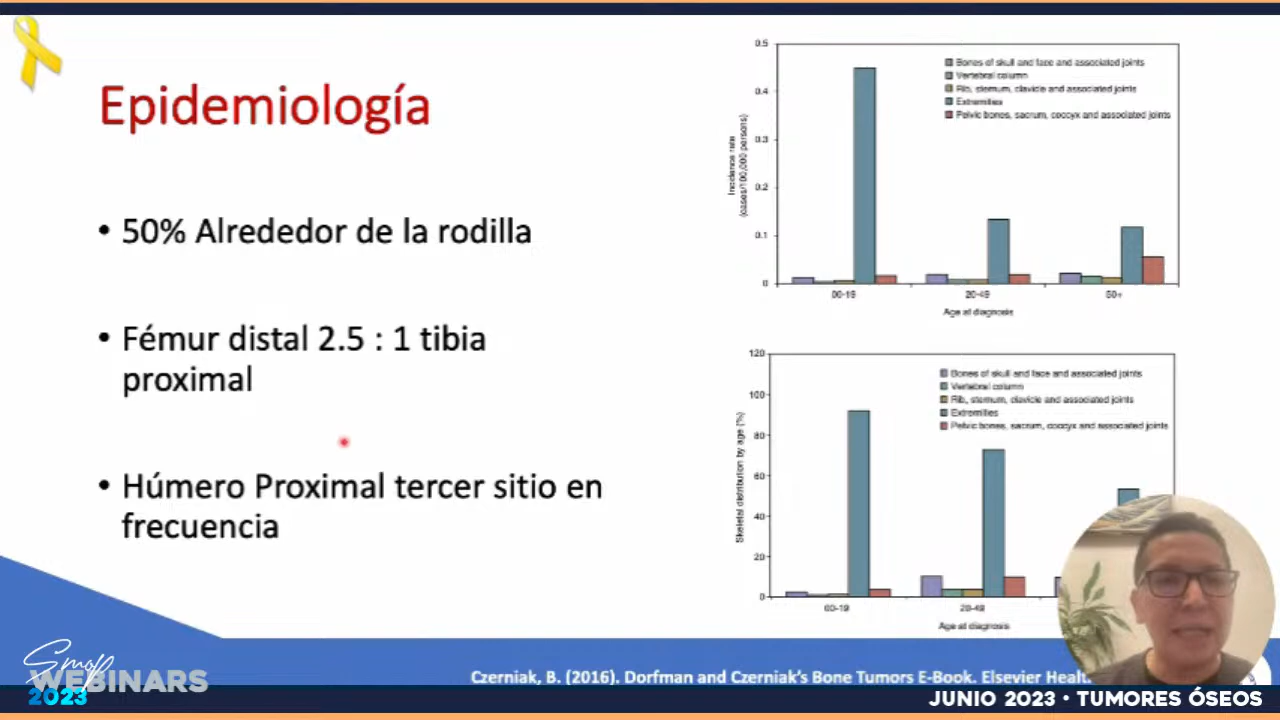 Epidemiología
• 50% Alrededor de la rodilla
• Fémur distal 2.5 : 1 tibia
proximal
• Húmero Proximal tercer sitio en
frecuencia
0.5
0.4
0.3
0.2
0.1
0
Incidence rate
(cases/100,000 persons)
Bones of skull and face and associated joints
Vertebral column
Rib, sternum, clavicle and associated joints
Extremities
Pelvic bones, sacrum, coccyx and associated joints
00-19
20-49
50+
Age at diagnosis
120
100
80
60
40
20
0
Skeletal distribution by age (%)
Bones of skull and face and associated joints
Vertebral column
Rib, sternum, clavicle and associated joints
Extremities
Pelvic bones, sacrum, coccyx and associated joints
00-19
20-49
Age at diagnosis
Czerniak, B. (2016). Dorfman and Czerniak's Bone Tumors E-Book. Elsevier
Smop
WEBINARS
2023
JUNIO 2023 • TUMORES ÓSEOS